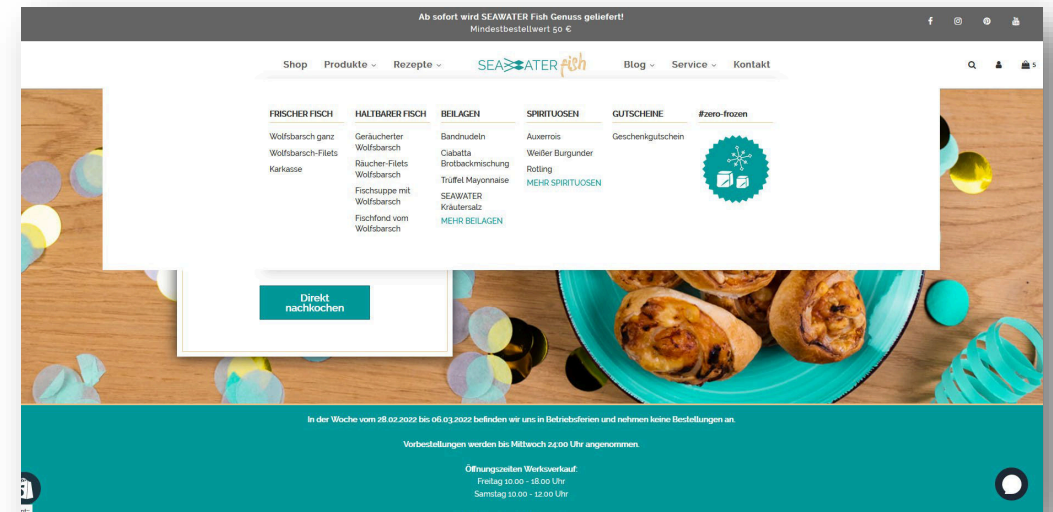 Ab sofort wird SEAWATER Fish Genuss geliefert!
Mindestbestellwert 50 €
Shop Produkte Rezepte SEAWATER fish Blog Service Kontakt 5
FRISCHER FISCH
Wolfsbarsch ganz
Wolfsbarsch-Filets
Karkasse
HALTBARER FISCH
Geräucherter
Wolfsbarsch
Räucher-Filets
Wolfsbarsch
Fischsuppe mit
Wolfsbarsch
Fischfond vom
Wolfsbarsch
BEILAGEN
Bandnudeln
Ciabatta
Brotbackmischung
Trüffel Mayonnaise
SEAWATER
Kräutersalz
MEHR BEILAGEN
SPIRITUOSEN
Auxerrois
Weißer Burgunder
Rotling
MEHR SPIRITUOSEN
GUTSCHEINE
Geschenkgutschein
#zero-frozen
Direkt
nachkochen
In der Woche vom 28.02.2022 bis 06.03.2022 befinden wir uns in Betriebsferien und nehmen keine Bestellungen an.
Vorbestellungen werden bis Mittwoch 24:00 Uhr angenommen.
Öffnungszeiten Werksverkauf:
Freitag 10.00 - 18.00 Uhr
Samstag 10.00 - 12.00 Uhr